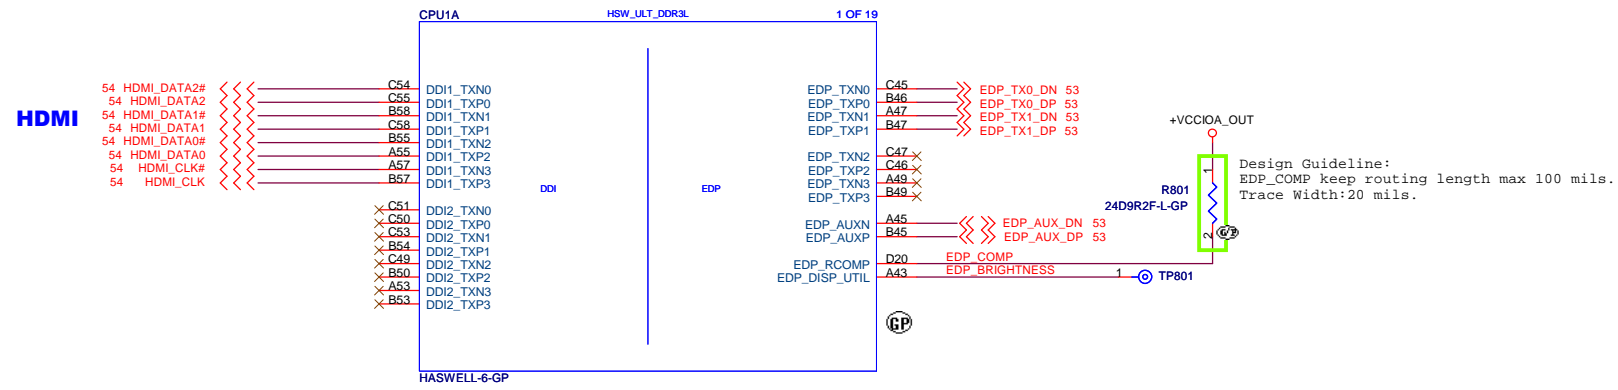 CPU1A HSW_ULT_DDR3L 1 OF 19
HDMI
54 HDMI_DATA2# C54 DDI1_TXN0
54 HDMI_DATA2 C55 DDI1_TXP0
54 HDMI_DATA1# B58 DDI1_TXN1
54 HDMI_DATA1 C58 DDI1_TXP1
54 HDMI_DATA0# B55 DDI1_TXN2
54 HDMI_DATA0 A55 DDI1_TXP2
54 HDMI_CLK# A57 DDI1_TXN3
54 HDMI_CLK B57 DDI1_TXP3
C51 DDI2_TXN0
C50 DDI2_TXP0
C53 DDI2_TXN1
B54 DDI2_TXP1
C49 DDI2_TXN2
B50 DDI2_TXP2
A53 DDI2_TXN3
B53 DDI2_TXP3
DDI
EDP
EDP_TXN0 C45 EDP_TX0_DN 53
EDP_TXP0 B46 EDP_TX0_DP 53
EDP_TXN1 A47 EDP_TX1_DN 53
EDP_TXP1 B47 EDP_TX1_DP 53
EDP_TXN2 C47
EDP_TXP2 C46
EDP_TXN3 A49
EDP_TXP3 B49
EDP_AUXN A45 EDP_AUX_DN 53
EDP_AUXP B45 EDP_AUX_DP 53
EDP_RCOMP D20 EDP_COMP
EDP_DISP_UTIL A43 EDP_BRIGHTNESS 1 TP801
+VCCIOA_OUT
1
R801
24D9R2F-L-GP
2
G/P
Design Guideline:
EDP_COMP keep routing length max 100 mils.
Trace Width:20 mils.
GP
HASWELL-6-GP